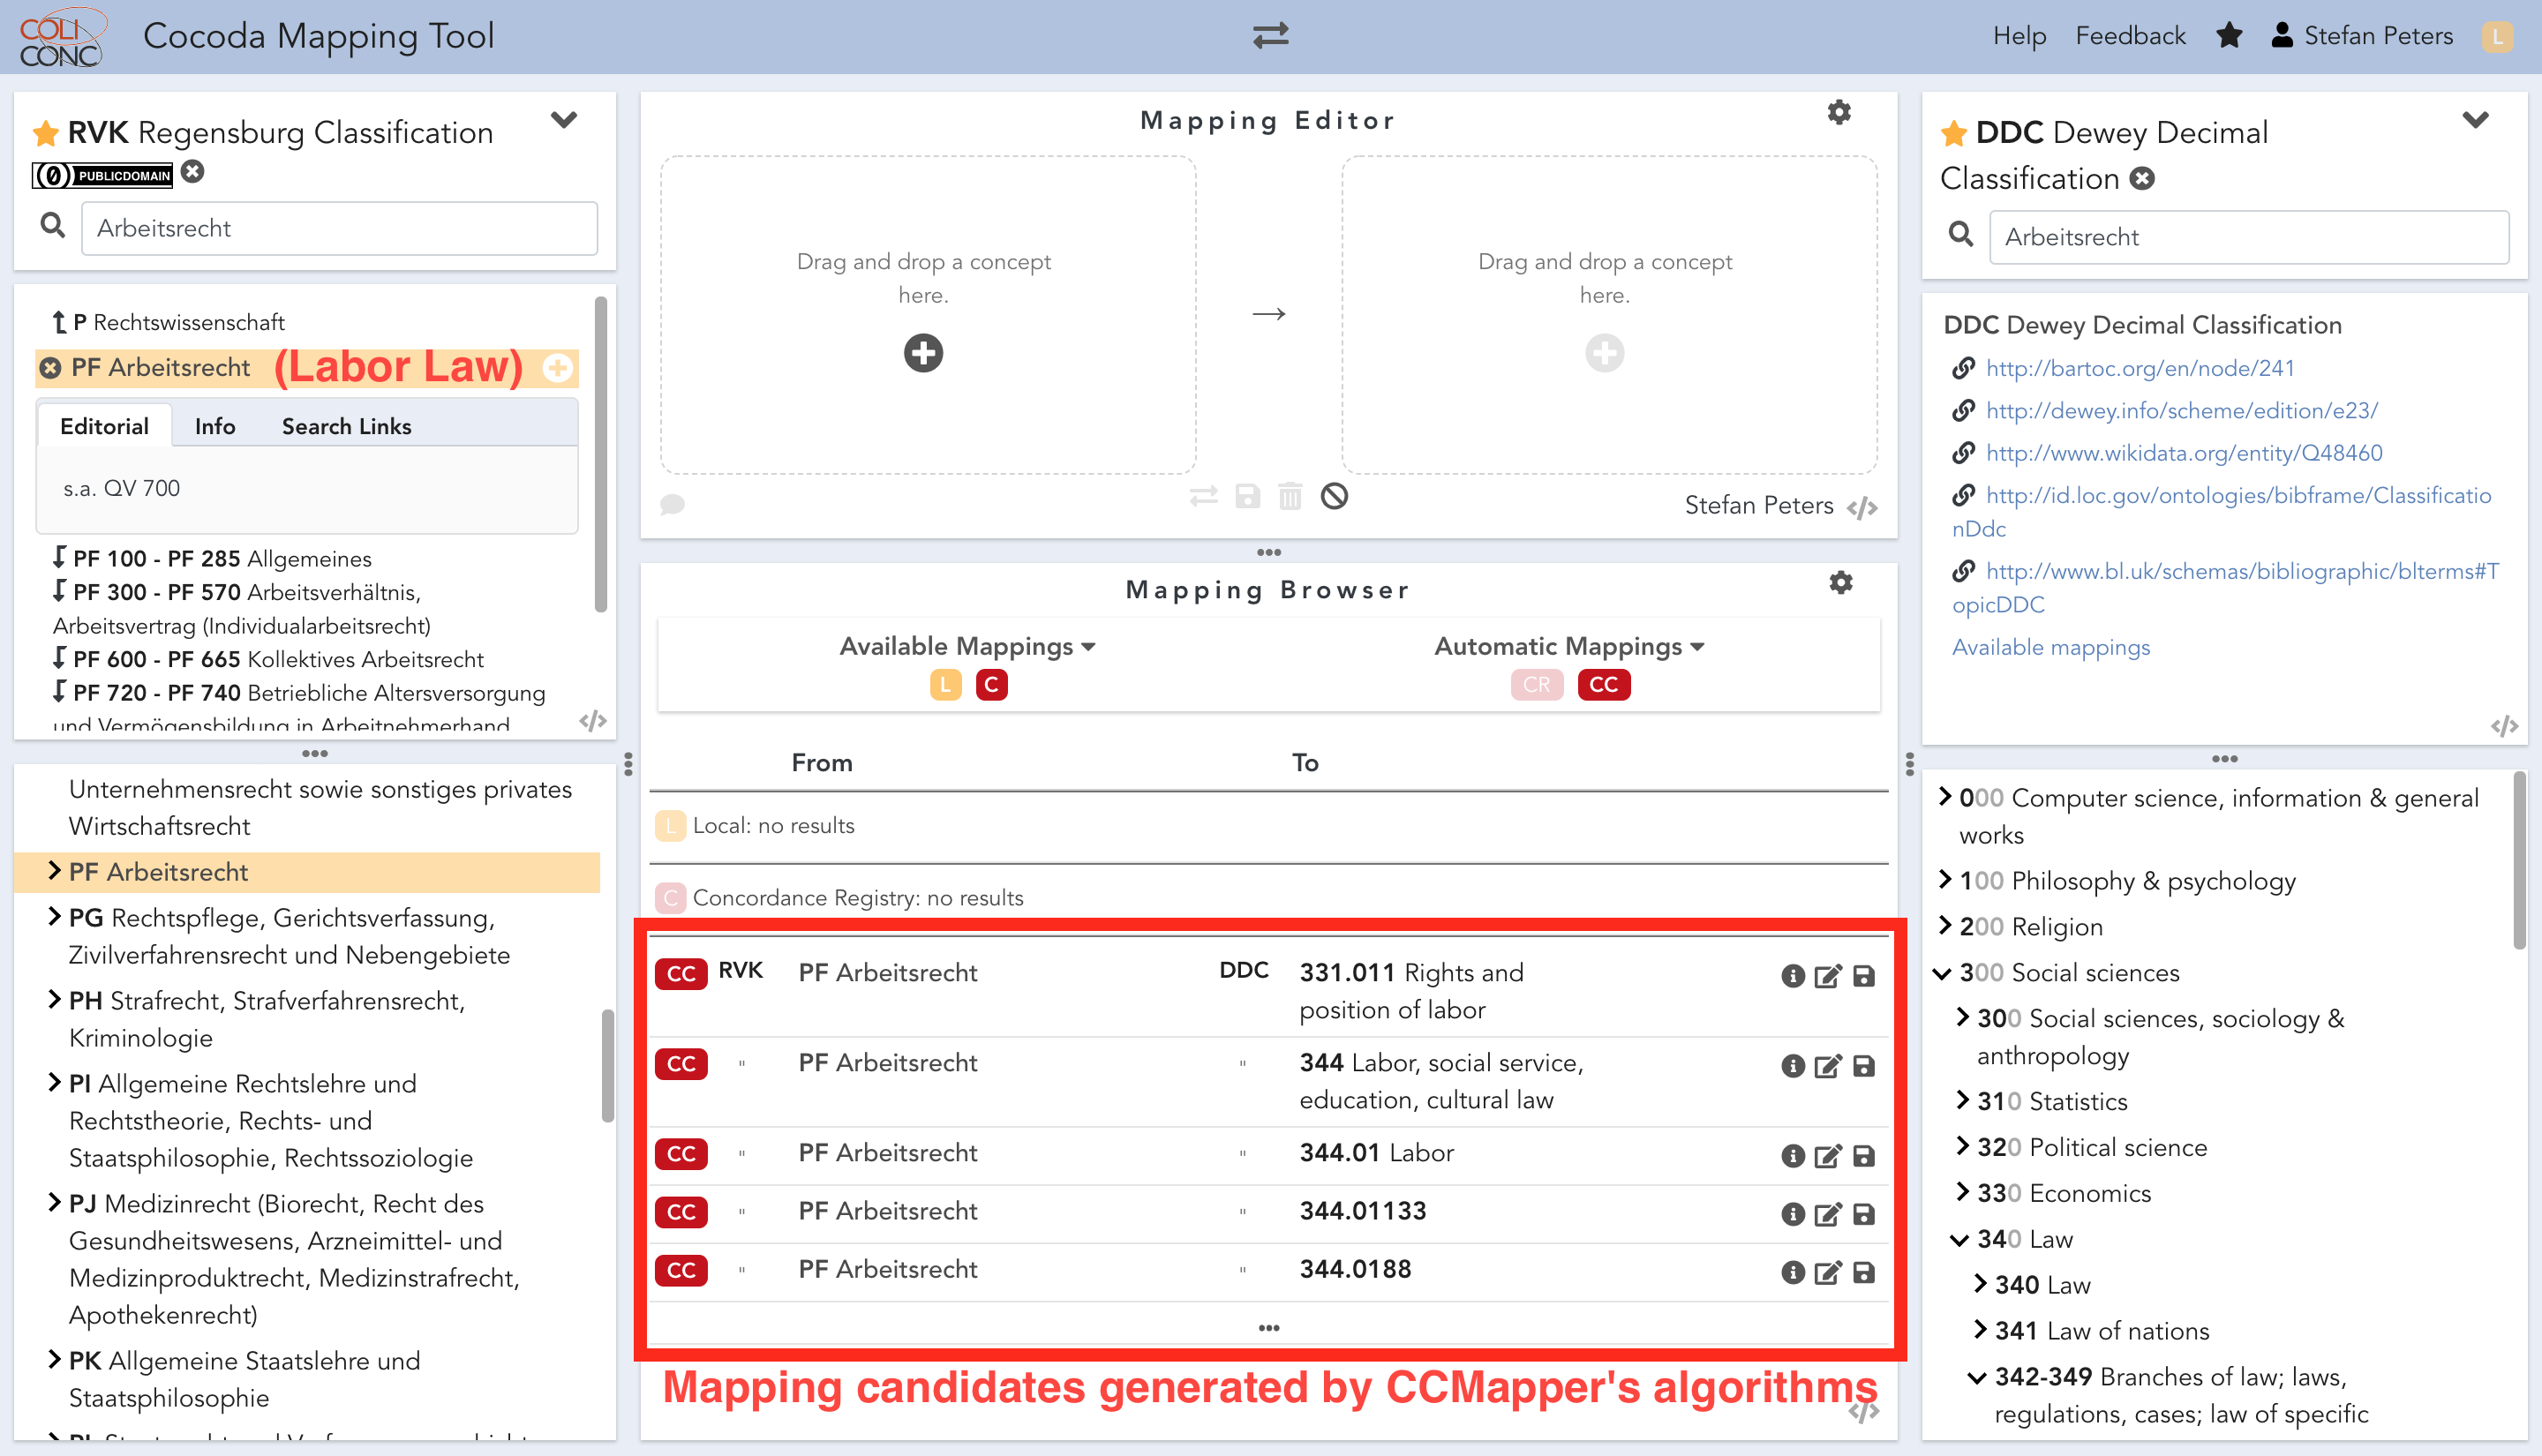 COLI
CONC
Cocoda Mapping Tool
Help Feedback Stefan Peters L
RVK Regensburg Classification
PUBLICDOMAIN
Arbeitsrecht
P Rechtswissenschaft
PF Arbeitsrecht (Labor Law)
Editorial Info Search Links
s.a. QV 700
PF 100 - PF 285 Allgemeines
PF 300 - PF 570 Arbeitsverhältnis,
Arbeitsvertrag (Individualarbeitsrecht)
PF 600 - PF 665 Kollektives Arbeitsrecht
PF 720 - PF 740 Betriebliche Altersversorgung
und Vermögensbildung in Arbeitnehmerhand
</>
Unternehmensrecht sowie sonstiges privates
Wirtschaftsrecht
PF Arbeitsrecht
PG Rechtspflege, Gerichtsverfassung,
Zivilverfahrensrecht und Nebengebiete
PH Strafrecht, Strafverfahrensrecht,
Kriminologie
PI Allgemeine Rechtslehre und
Rechtstheorie, Rechts- und
Staatsphilosophie, Rechtssoziologie
PJ Medizinrecht (Biorecht, Recht des
Gesundheitswesens, Arzneimittel- und
Medizinproduktrecht, Medizinstrafrecht,
Apothekenrecht)
PK Allgemeine Staatslehre und
Staatsphilosophie
Mapping Editor
Drag and drop a concept
here.
→
Drag and drop a concept
here.
Stefan Peters </>
Mapping Browser
Available Mappings Automatic Mappings
L C CR CC
From To
L Local: no results
C Concordance Registry: no results
CC RVK PF Arbeitsrecht DDC 331.011 Rights and
position of labor
CC " PF Arbeitsrecht " 344 Labor, social service,
education, cultural law
CC " PF Arbeitsrecht " 344.01 Labor
CC " PF Arbeitsrecht " 344.01133
CC " PF Arbeitsrecht " 344.0188
Mapping candidates generated by CCMapper's algorithms
</>
DDC Dewey Decimal
Classification
Arbeitsrecht
DDC Dewey Decimal Classification
http://bartoc.org/en/node/241
http://dewey.info/scheme/edition/e23/
http://www.wikidata.org/entity/Q48460
http://id.loc.gov/ontologies/bibframe/Classificatio
nDdc
http://www.bl.uk/schemas/bibliographic/blterms#T
opicDDC
Available mappings
</>
000 Computer science, information & general
works
100 Philosophy & psychology
200 Religion
300 Social sciences
300 Social sciences, sociology &
anthropology
310 Statistics
320 Political science
330 Economics
340 Law
340 Law
341 Law of nations
342-349 Branches of law; laws,
regulations, cases; law of specific